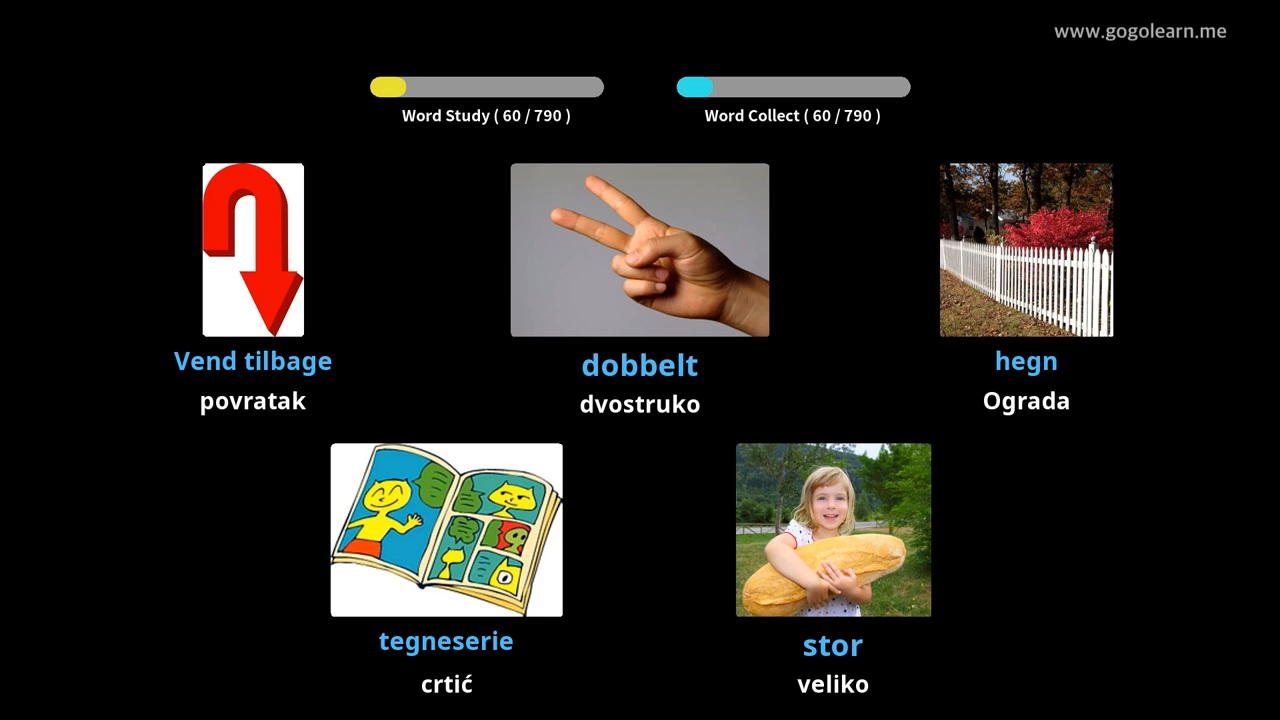 www.gogolearn.me
Word Study ( 60 / 790 )
Word Collect ( 60 / 790 )
Vend tilbage
povratak
dobbelt
dvostruko
hegn
Ograda
tegneserie
crtić
stor
veliko